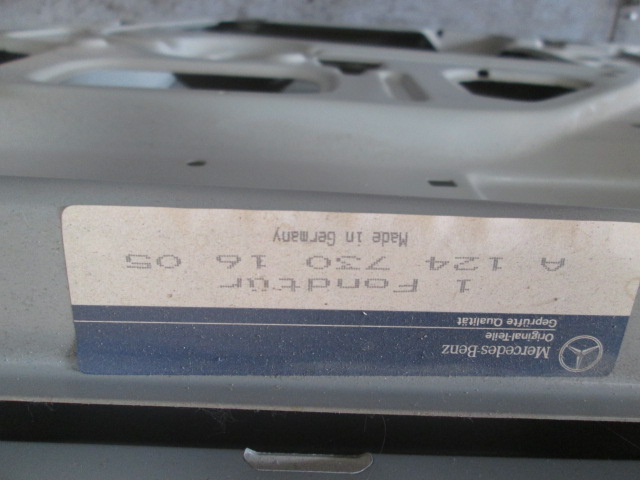 Mercedes-Benz
Original-Teile
Geprüfte Qualität
1 Fondtür
A 124 730 16 05
Made in Germany